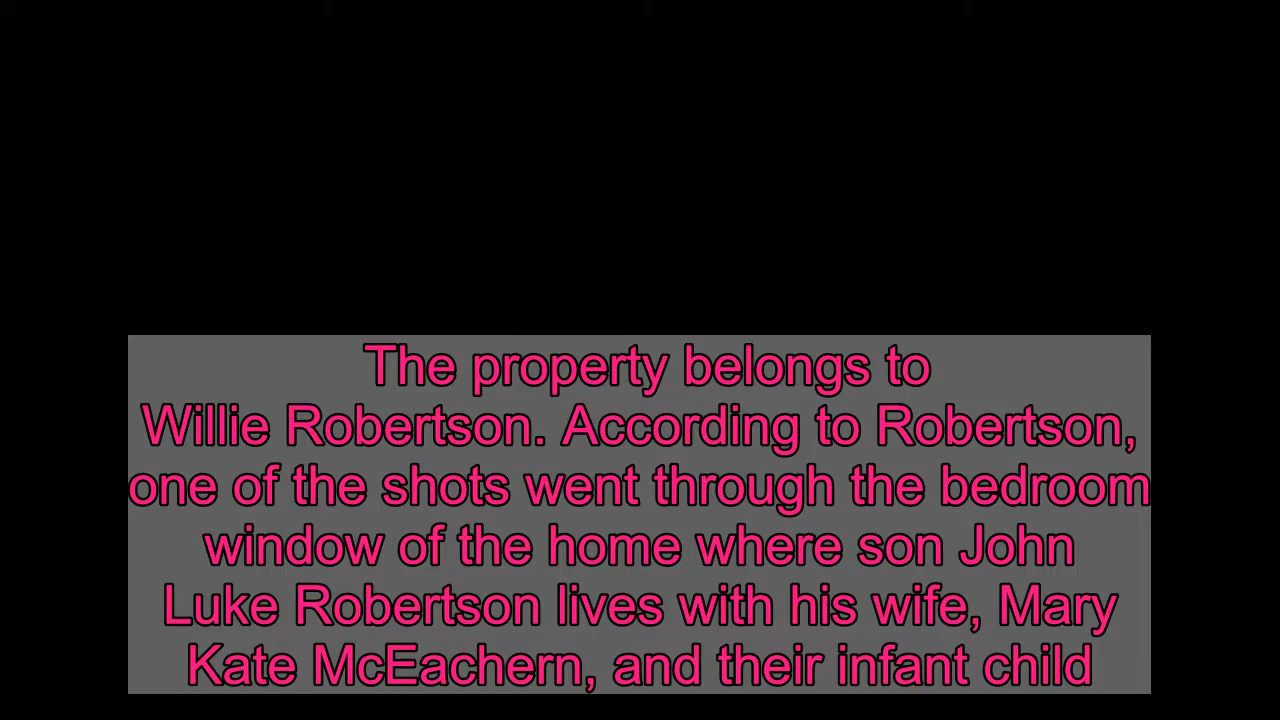 The property belongs to
Willie Robertson. According to Robertson,
one of the shots went through the bedroom
window of the home where son John
Luke Robertson lives with his wife, Mary
Kate McEachern, and their infant child